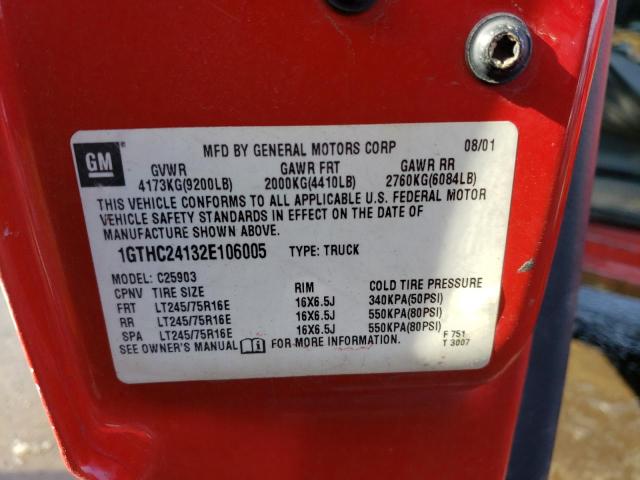 GM
MFD BY GENERAL MOTORS CORP 08/01
GVWR GAWR FRT GAWR RR
4173KG(9200LB) 2000KG(4410LB) 2760KG(6084LB)
THIS VEHICLE CONFORMS TO ALL APPLICABLE U.S. FEDERAL MOTOR
VEHICLE SAFETY STANDARDS IN EFFECT ON THE DATE OF
MANUFACTURE SHOWN ABOVE.
1GTHC24132E106005 TYPE: TRUCK
MODEL: C25903
CPNV TIRE SIZE RIM COLD TIRE PRESSURE
FRT LT245/75R16E 16X6.5J 340KPA(50PSI)
RR LT245/75R16E 16X6.5J 550KPA(80PSI)
SPA LT245/75R16E 16X6.5J 550KPA(80PSI)
SEE OWNER'S MANUAL FOR MORE INFORMATION.
F 751
T 3007